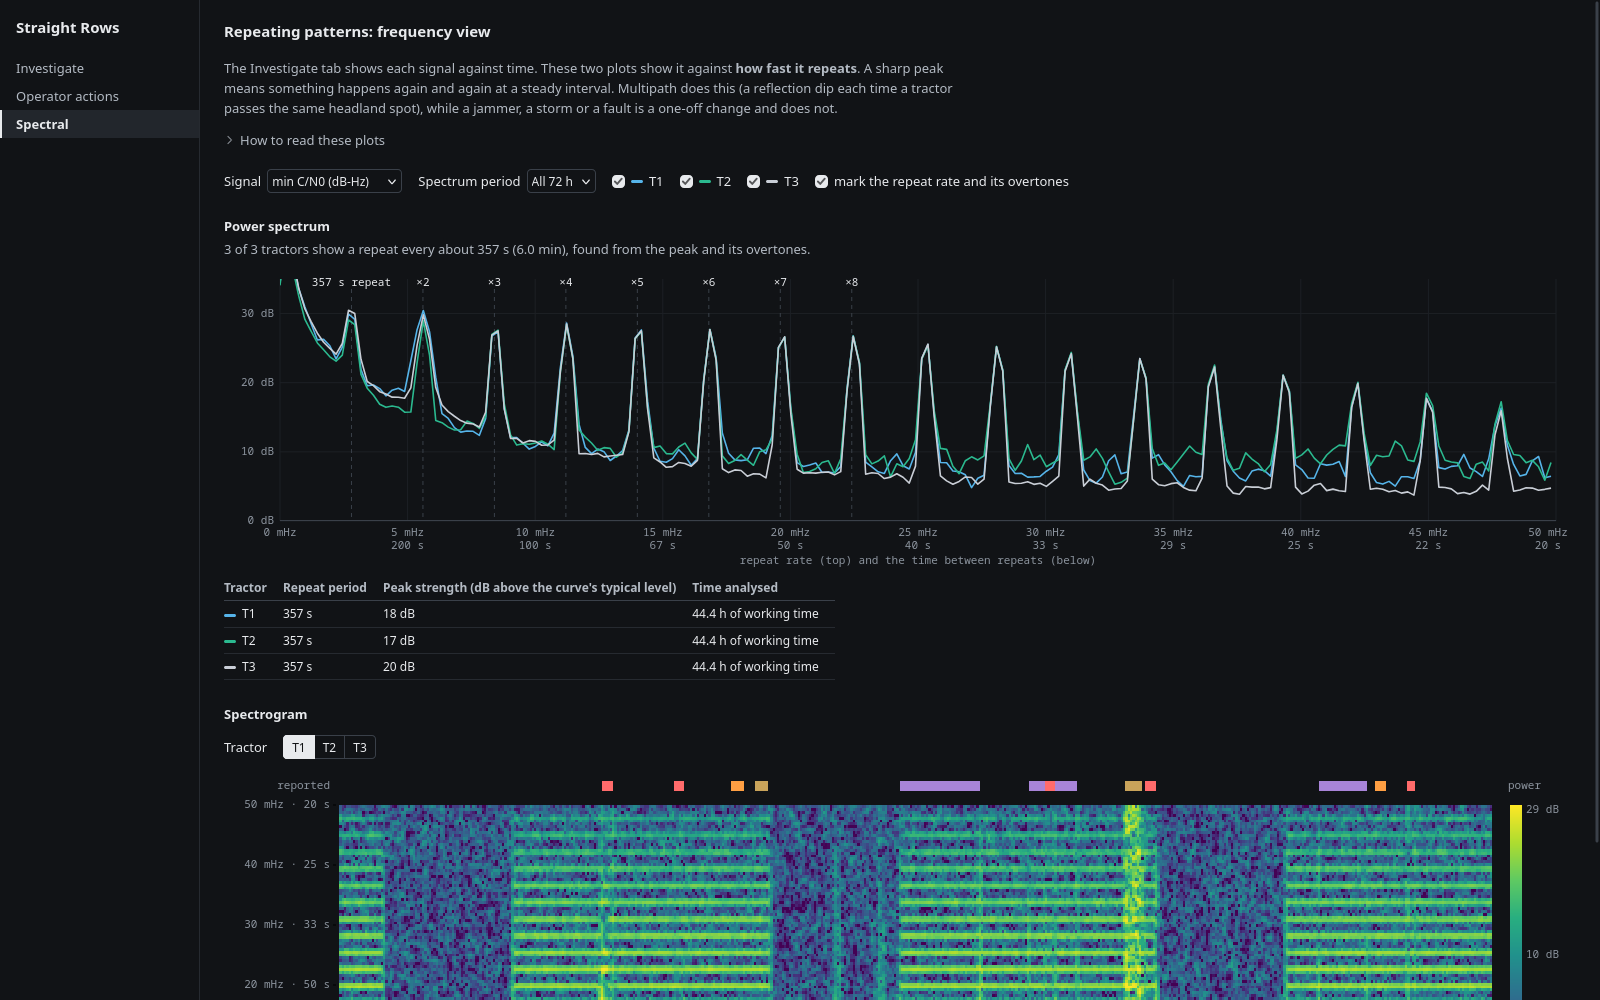 Straight Rows
Investigate
Operator actions
Spectral
Repeating patterns: frequency view
The Investigate tab shows each signal against time. These two plots show it against how fast it repeats. A sharp peak
means something happens again and again at a steady interval. Multipath does this (a reflection dip each time a tractor
passes the same headland spot), while a jammer, a storm or a fault is a one-off change and does not.
How to read these plots
Signal min C/N0 (dB-Hz) Spectrum period All 72 h T1 T2 T3 mark the repeat rate and its overtones
Power spectrum
3 of 3 tractors show a repeat every about 357 s (6.0 min), found from the peak and its overtones.
357 s repeat ×2 ×3 ×4 ×5 ×6 ×7 ×8
30 dB
20 dB
10 dB
0 dB
0 mHz 5 mHz 10 mHz 15 mHz 20 mHz 25 mHz 30 mHz 35 mHz 40 mHz 45 mHz 50 mHz
200 s 100 s 67 s 50 s 40 s 33 s 29 s 25 s 22 s 20 s
repeat rate (top) and the time between repeats (below)
Tractor Repeat period Peak strength (dB above the curve's typical level) Time analysed
T1 357 s 18 dB 44.4 h of working time
T2 357 s 17 dB 44.4 h of working time
T3 357 s 20 dB 44.4 h of working time
Spectrogram
Tractor T1 T2 T3
reported power
50 mHz · 20 s 29 dB
40 mHz · 25 s
30 mHz · 33 s
10 dB
20 mHz · 50 s